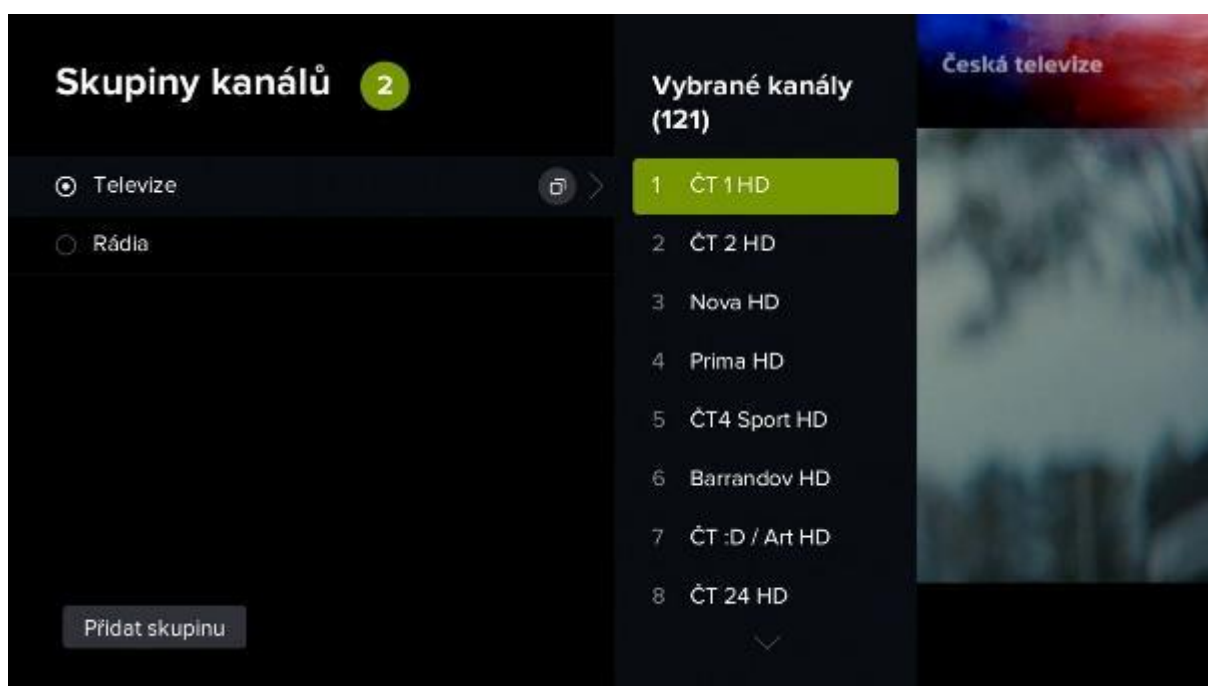 Skupiny kanálů 2
Televize
Rádia
Přidat skupinu
Vybrané kanály
(121)
1 ČT 1 HD
2 ČT 2 HD
3 Nova HD
4 Prima HD
5 ČT4 Sport HD
6 Barrandov HD
7 ČT :D / Art HD
8 ČT 24 HD
Česká televize